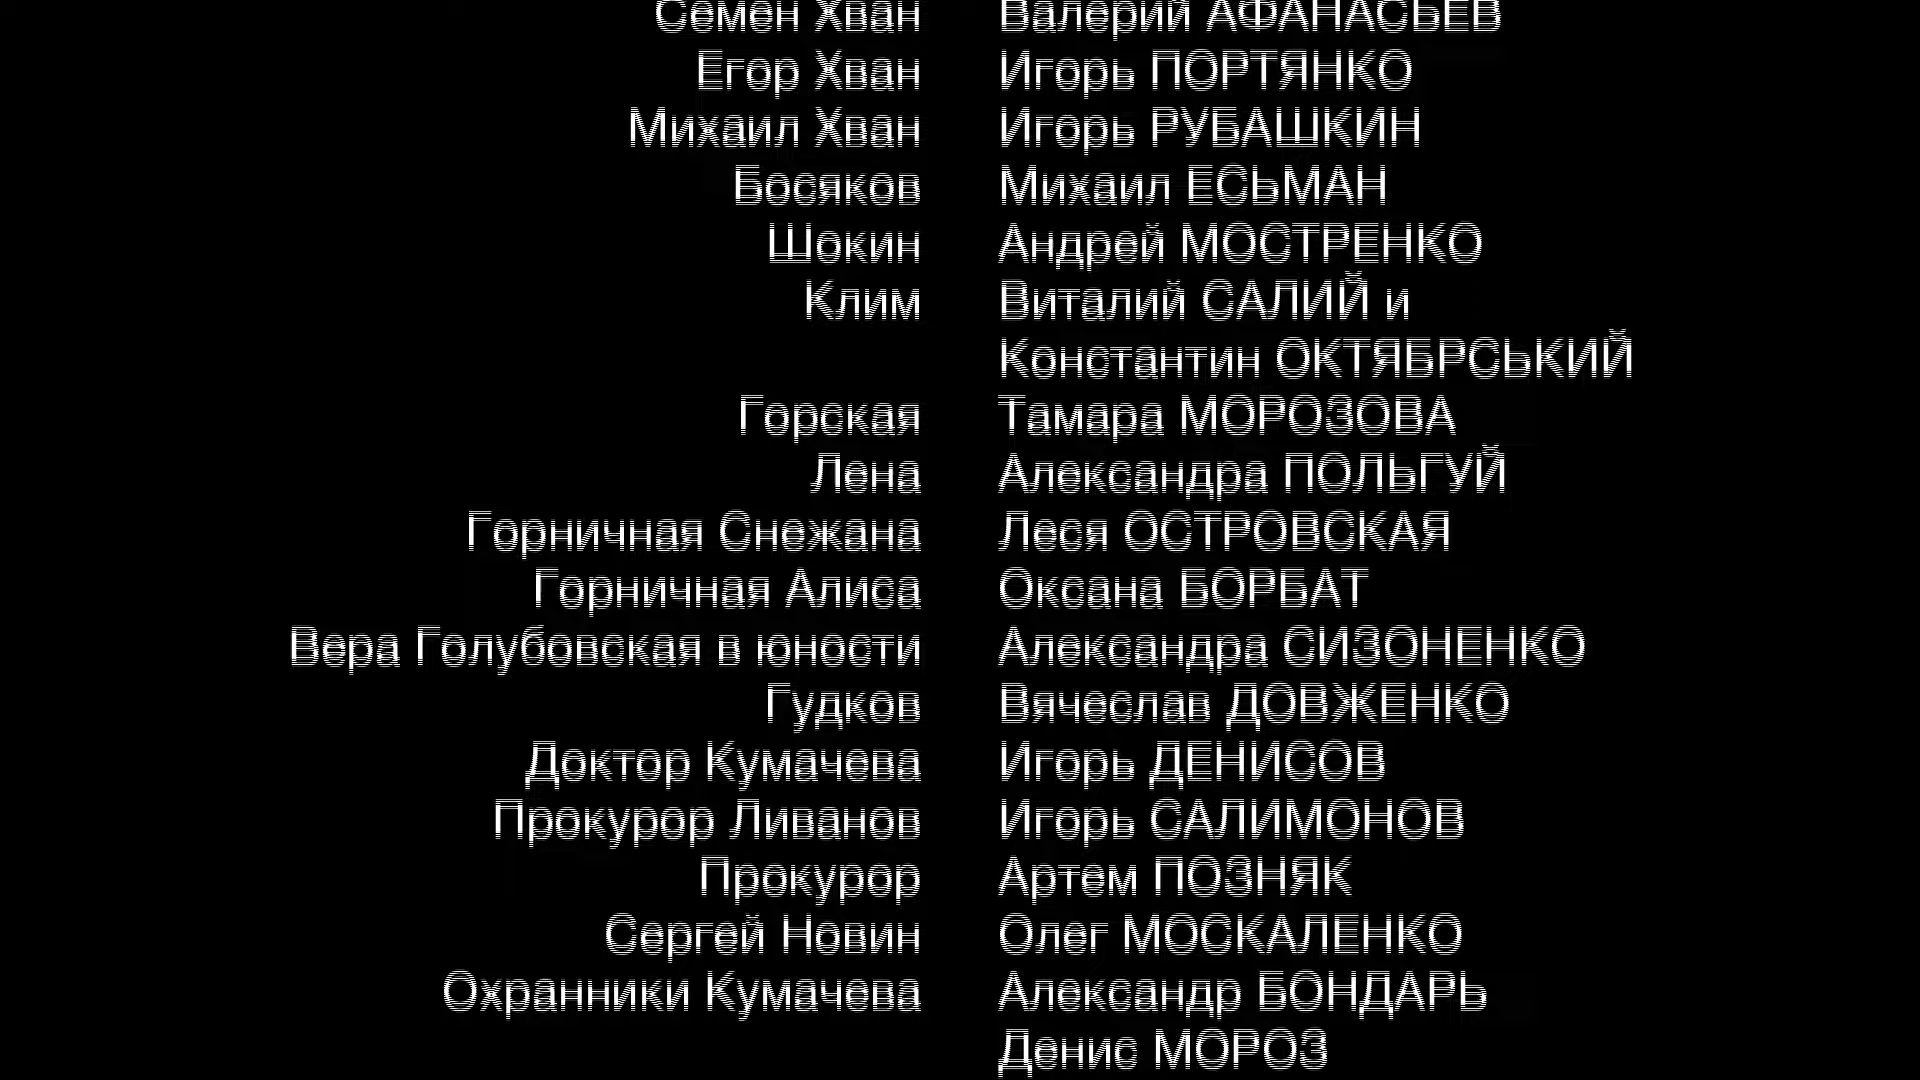 Семен Хван Валерий АФАНАСЬЕВ
Егор Хван Игорь ПОРТЯНКО
Михаил Хван Игорь РУБАШКИН
Босяков Михаил ЕСЬМАН
Шокин Андрей МОСТРЕНКО
Клим Виталий САЛИЙ и
Константин ОКТЯБРСЬКИЙ
Горская Тамара МОРОЗОВА
Лена Александра ПОЛЬГУЙ
Горничная Снежана Леся ОСТРОВСКАЯ
Горничная Алиса Оксана БОРБАТ
Вера Голубовская в юности Александра СИЗОНЕНКО
Гудков Вячеслав ДОВЖЕНКО
Доктор Кумачева Игорь ДЕНИСОВ
Прокурор Ливанов Игорь САЛИМОНОВ
Прокурор Артем ПОЗНЯК
Сергей Новин Олег МОСКАЛЕНКО
Охранники Кумачева Александр БОНДАРЬ
Денис МОРОЗ